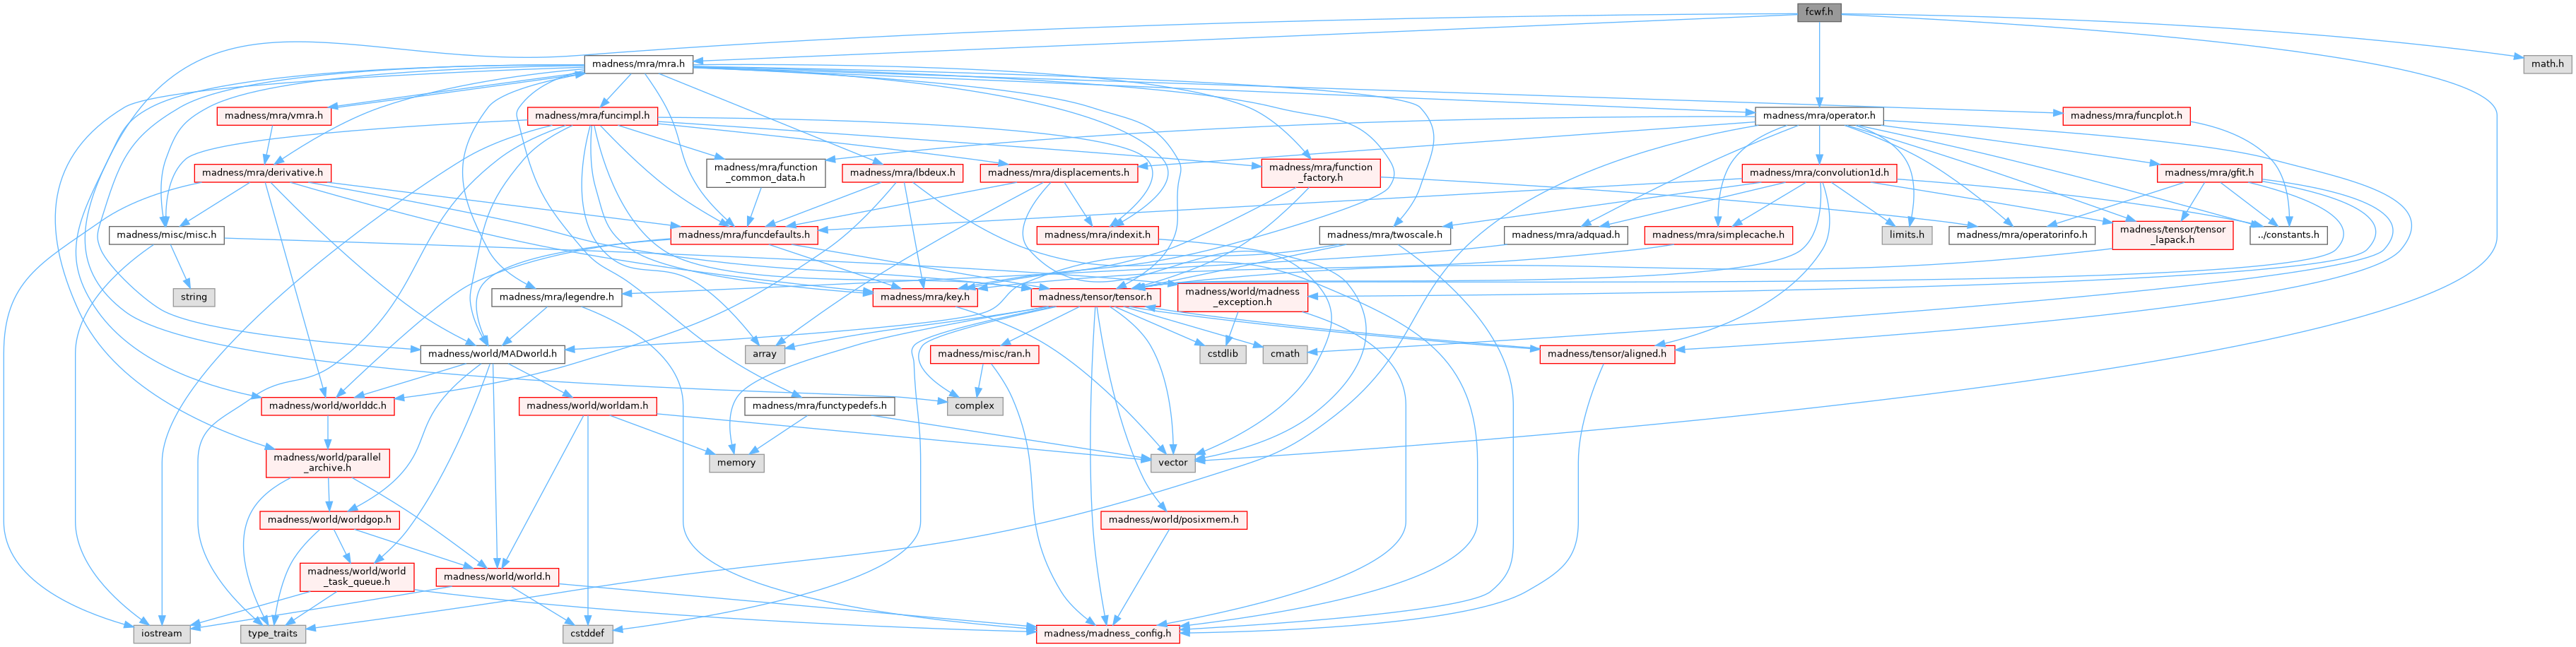 fcwf.h
madness/mra/mra.h
math.h
madness/mra/vmra.h
madness/mra/funcimpl.h
madness/mra/operator.h
madness/mra/funcplot.h
madness/mra/derivative.h
madness/mra/function
_common_data.h
madness/mra/lbdeux.h
madness/mra/displacements.h
madness/mra/function
_factory.h
madness/mra/convolution1d.h
madness/mra/gfit.h
madness/misc/misc.h
madness/mra/funcdefaults.h
madness/mra/indexit.h
madness/mra/twoscale.h
madness/mra/adquad.h
madness/mra/simplecache.h
limits.h
madness/mra/operatorinfo.h
madness/tensor/tensor
_lapack.h
../constants.h
string
madness/mra/legendre.h
madness/mra/key.h
madness/tensor/tensor.h
madness/world/madness
_exception.h
madness/world/MADworld.h
array
madness/misc/ran.h
cstdlib
cmath
madness/tensor/aligned.h
madness/world/worlddc.h
madness/world/worldam.h
madness/mra/functypedefs.h
complex
madness/world/parallel
_archive.h
memory
vector
madness/world/worldgop.h
madness/world/posixmem.h
madness/world/world
_task_queue.h
madness/world/world.h
iostream
type_traits
cstddef
madness/madness_config.h